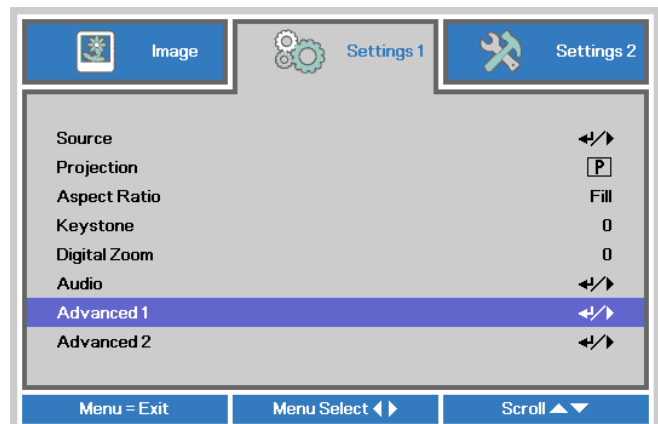 Image
Settings 1
Settings 2
Source ↵/▶
Projection P
Aspect Ratio Fill
Keystone 0
Digital Zoom 0
Audio ↵/▶
Advanced 1 ↵/▶
Advanced 2 ↵/▶
Menu = Exit
Menu Select ◀ ▶
Scroll ▲▼